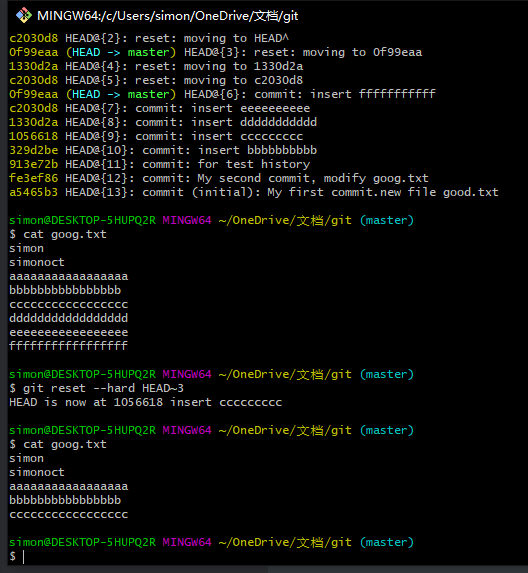 MINGW64:/c/Users/simon/OneDrive/文档/git
c2030d8 HEAD@{2}: reset: moving to HEAD^
0f99eaa (HEAD -> master) HEAD@{3}: reset: moving to 0f99eaa
1330d2a HEAD@{4}: reset: moving to 1330d2a
c2030d8 HEAD@{5}: reset: moving to c2030d8
0f99eaa (HEAD -> master) HEAD@{6}: commit: insert fffffffffff
c2030d8 HEAD@{7}: commit: insert eeeeeeeeee
1330d2a HEAD@{8}: commit: insert ddddddddddd
1056618 HEAD@{9}: commit: insert ccccccccc
329d2be HEAD@{10}: commit: insert bbbbbbbbbb
913e72b HEAD@{11}: commit: for test history
fe3ef86 HEAD@{12}: commit: My second commit, modify goog.txt
a5465b3 HEAD@{13}: commit (initial): My first commit.new file good.txt
simon@DESKTOP-5HUPQ2R MINGW64 ~/OneDrive/文档/git (master)
$ cat goog.txt
simon
simonoct
aaaaaaaaaaaaaaaaa
bbbbbbbbbbbbbbbb
ccccccccccccccccc
ddddddddddddddddd
eeeeeeeeeeeeeeeee
fffffffffffffffff
simon@DESKTOP-5HUPQ2R MINGW64 ~/OneDrive/文档/git (master)
$ git reset --hard HEAD~3
HEAD is now at 1056618 insert ccccccccc
simon@DESKTOP-5HUPQ2R MINGW64 ~/OneDrive/文档/git (master)
$ cat goog.txt
simon
simonoct
aaaaaaaaaaaaaaaaa
bbbbbbbbbbbbbbbb
ccccccccccccccccc
simon@DESKTOP-5HUPQ2R MINGW64 ~/OneDrive/文档/git (master)
$